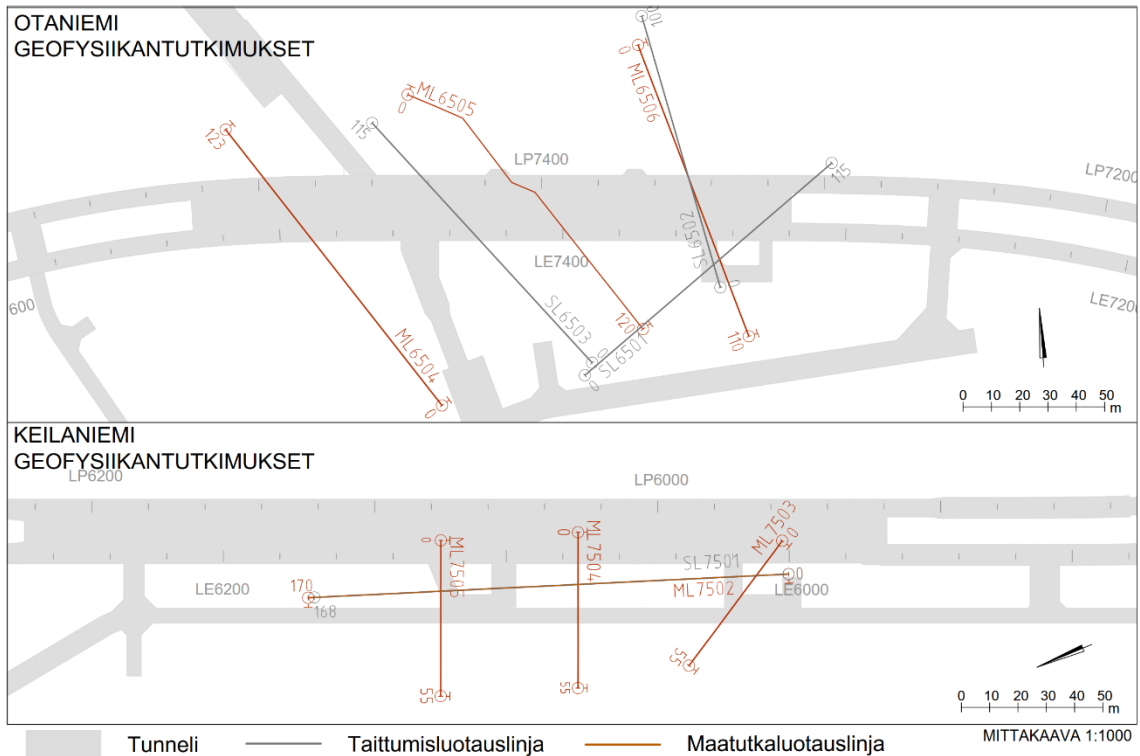 OTANIEMI
GEOFYSIIKANTUTKIMUKSET
100
0
ML6506
0
ML6505
123
115
LP7400
115
LP7200
SL6502
LE7400
0
LE7200
600
120
SL6503
0
SL6501
0
110
ML6504
0
0 10 20 30 40 50
m
KEILANIEMI
GEOFYSIIKANTUTKIMUKSET
LP6200
LP6000
0
ML7506
0
ML7504
ML7503
0
SL7501
0
170
LE6200
ML7502
LE6000
168
55
55
55
0 10 20 30 40 50
m
Tunneli
Taittumisluotauslinja
Maatutkaluotauslinja
MITTAKAAVA 1:1000